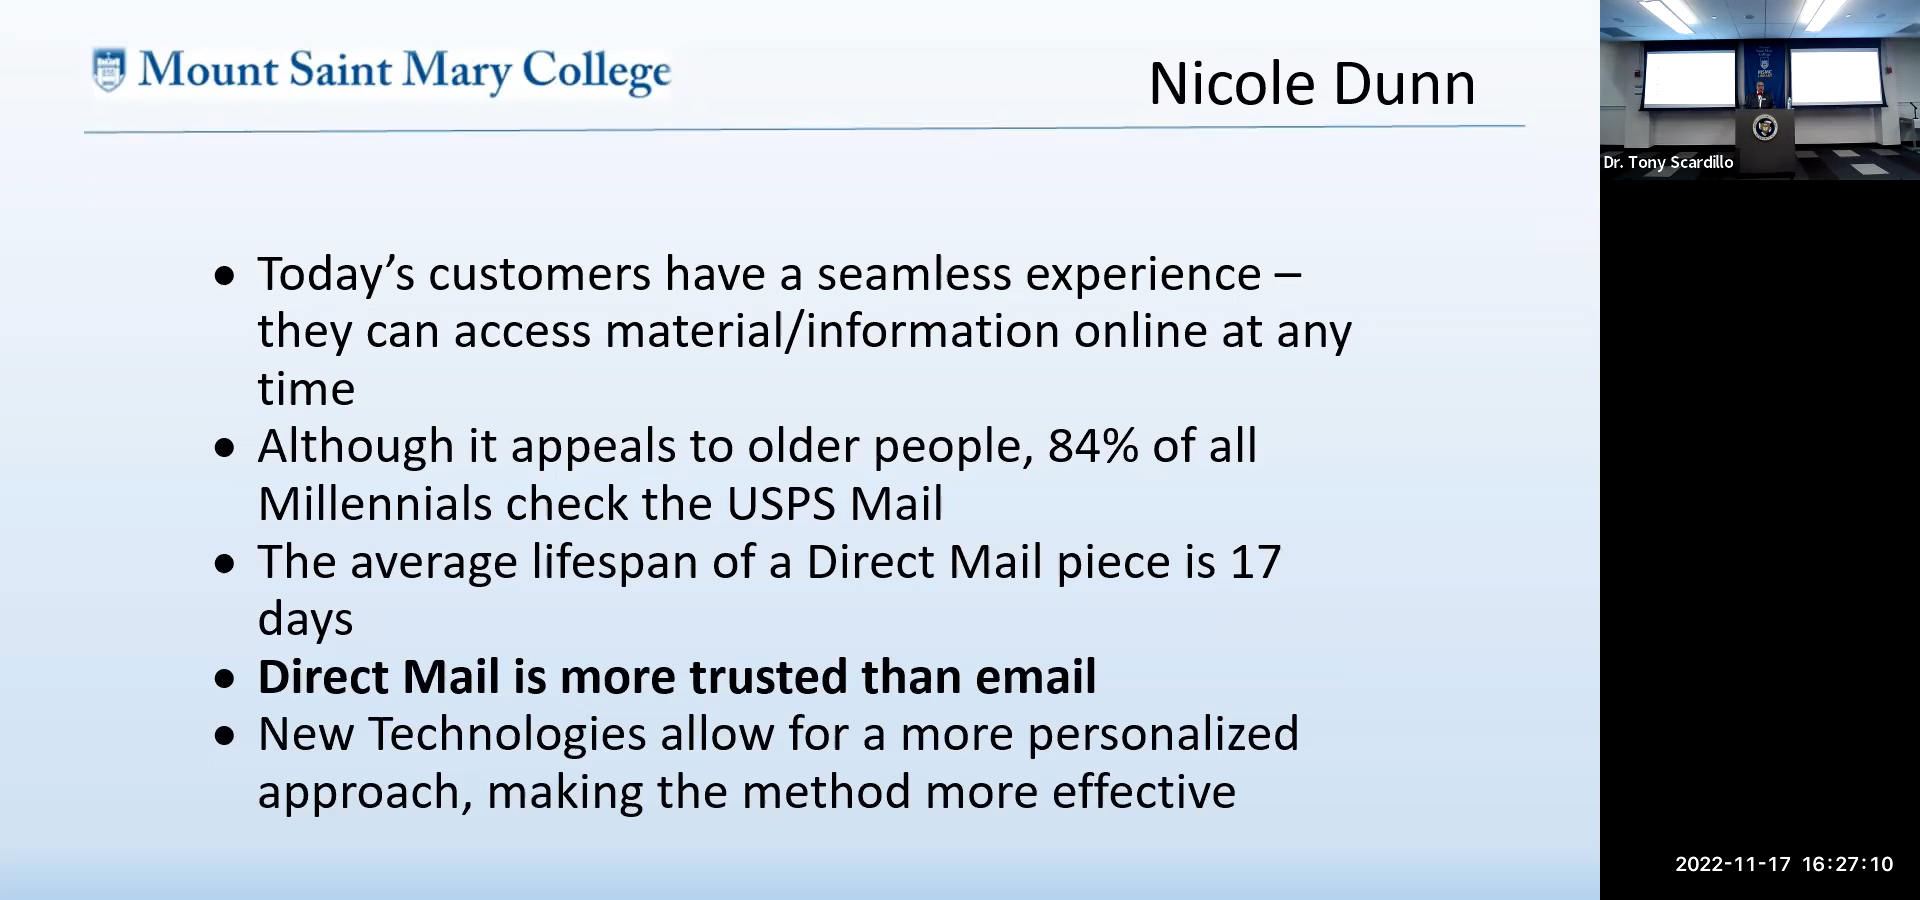 Mount Saint Mary College
Nicole Dunn
• Today’s customers have a seamless experience –
they can access material/information online at any
time
• Although it appeals to older people, 84% of all
Millennials check the USPS Mail
• The average lifespan of a Direct Mail piece is 17
days
• Direct Mail is more trusted than email
• New Technologies allow for a more personalized
approach, making the method more effective
Dr. Tony Scardillo
2022-11-17 16:27:10